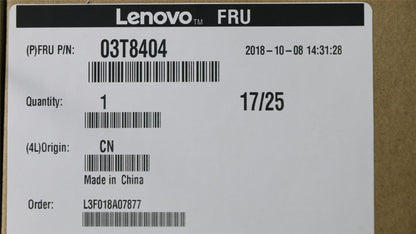 Lenovo™ FRU
(P)FRU P/N: 03T8404 2018-10-08 14:31:28
Quantity: 1 17/25
(4L)Origin: CN
Made in China
Order: L3F018A07877